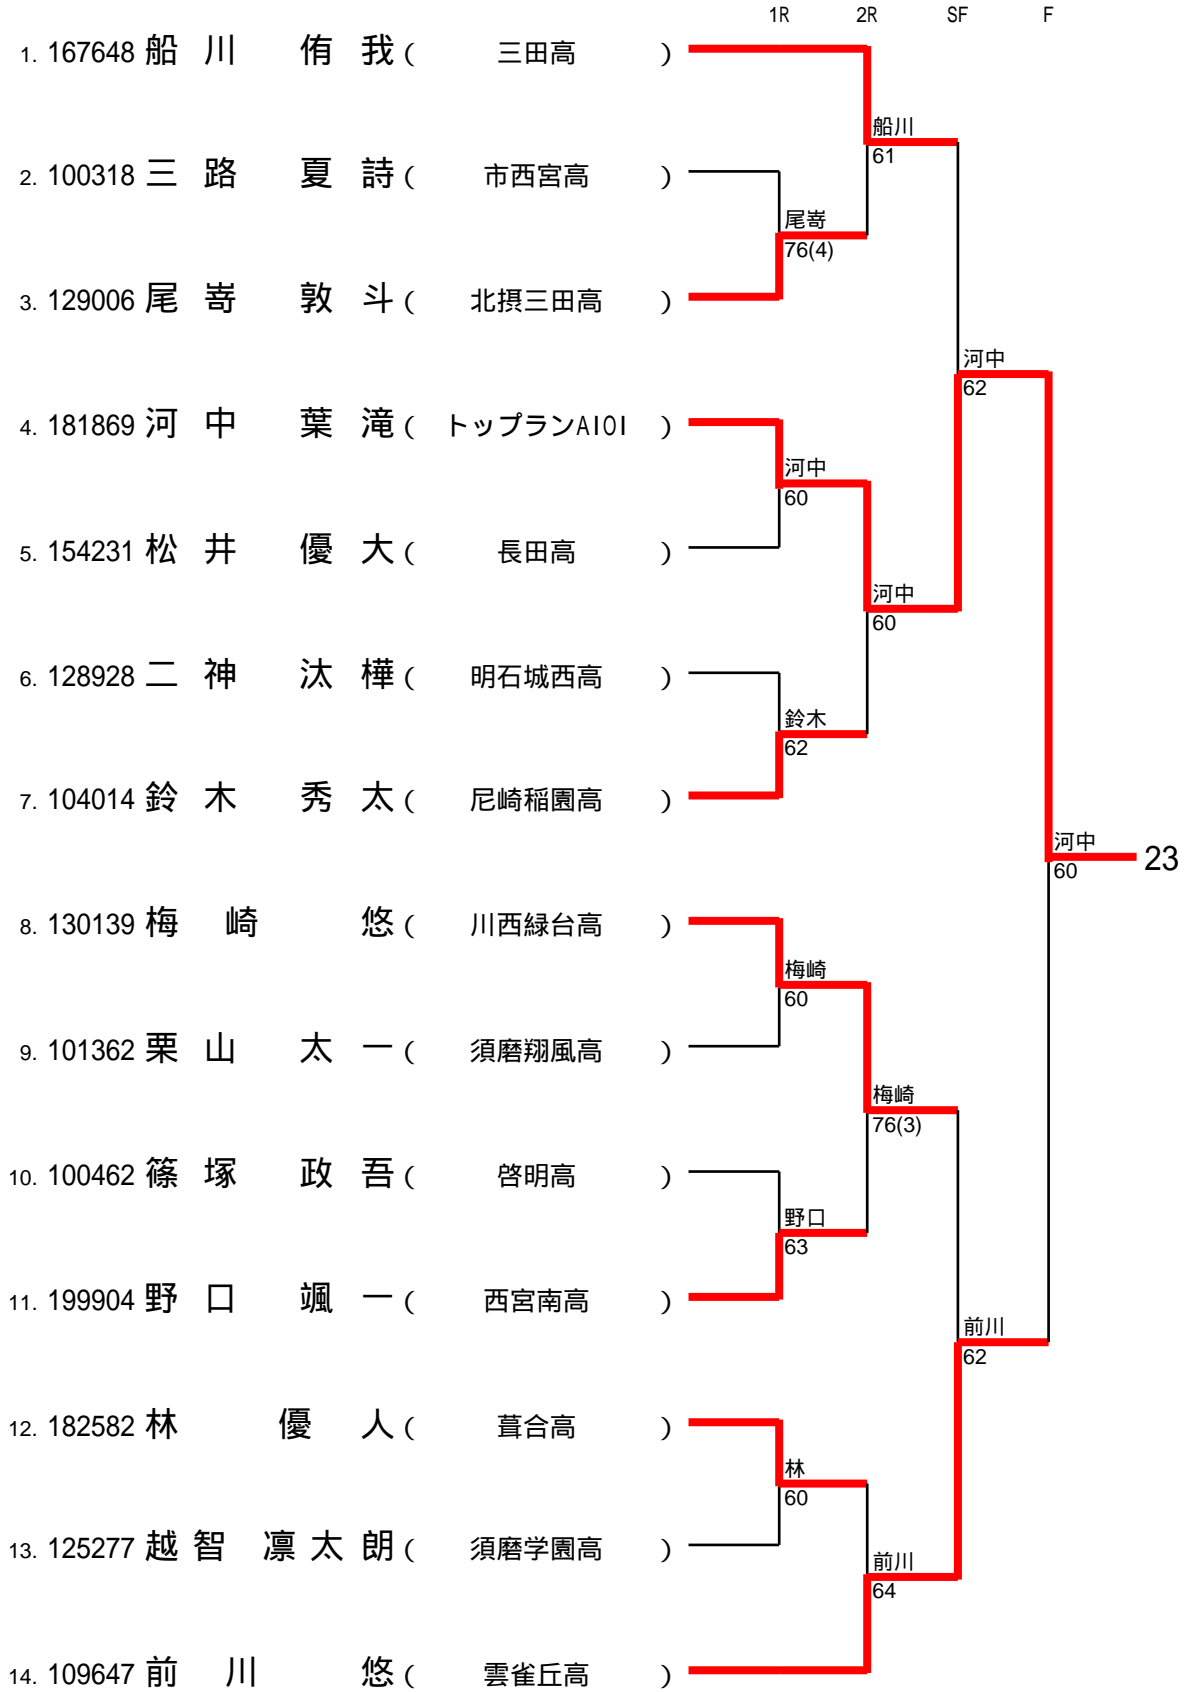 1R 2R SF F
1. 167648 船川 侑我 ( 三田高 )
船川
61
2. 100318 三路 夏詩 ( 市西宮高 )
尾嵜
76(4)
3. 129006 尾嵜 敦斗 ( 北摂三田高 )
河中
62
4. 181869 河中 葉滝 ( トップランAIOI )
河中
60
5. 154231 松井 優大 ( 長田高 )
河中
60
6. 128928 二神 汰樺 ( 明石城西高 )
鈴木
62
7. 104014 鈴木 秀太 ( 尼崎稲園高 )
河中
60
23
8. 130139 梅崎 悠 ( 川西緑台高 )
梅崎
60
9. 101362 栗山 太一 ( 須磨翔風高 )
梅崎
76(3)
10. 100462 篠塚 政吾 ( 啓明高 )
野口
63
11. 199904 野口 颯一 ( 西宮南高 )
前川
62
12. 182582 林 優人 ( 葺合高 )
林
60
13. 125277 越智 凛太朗 ( 須磨学園高 )
前川
64
14. 109647 前川 悠 ( 雲雀丘高 )